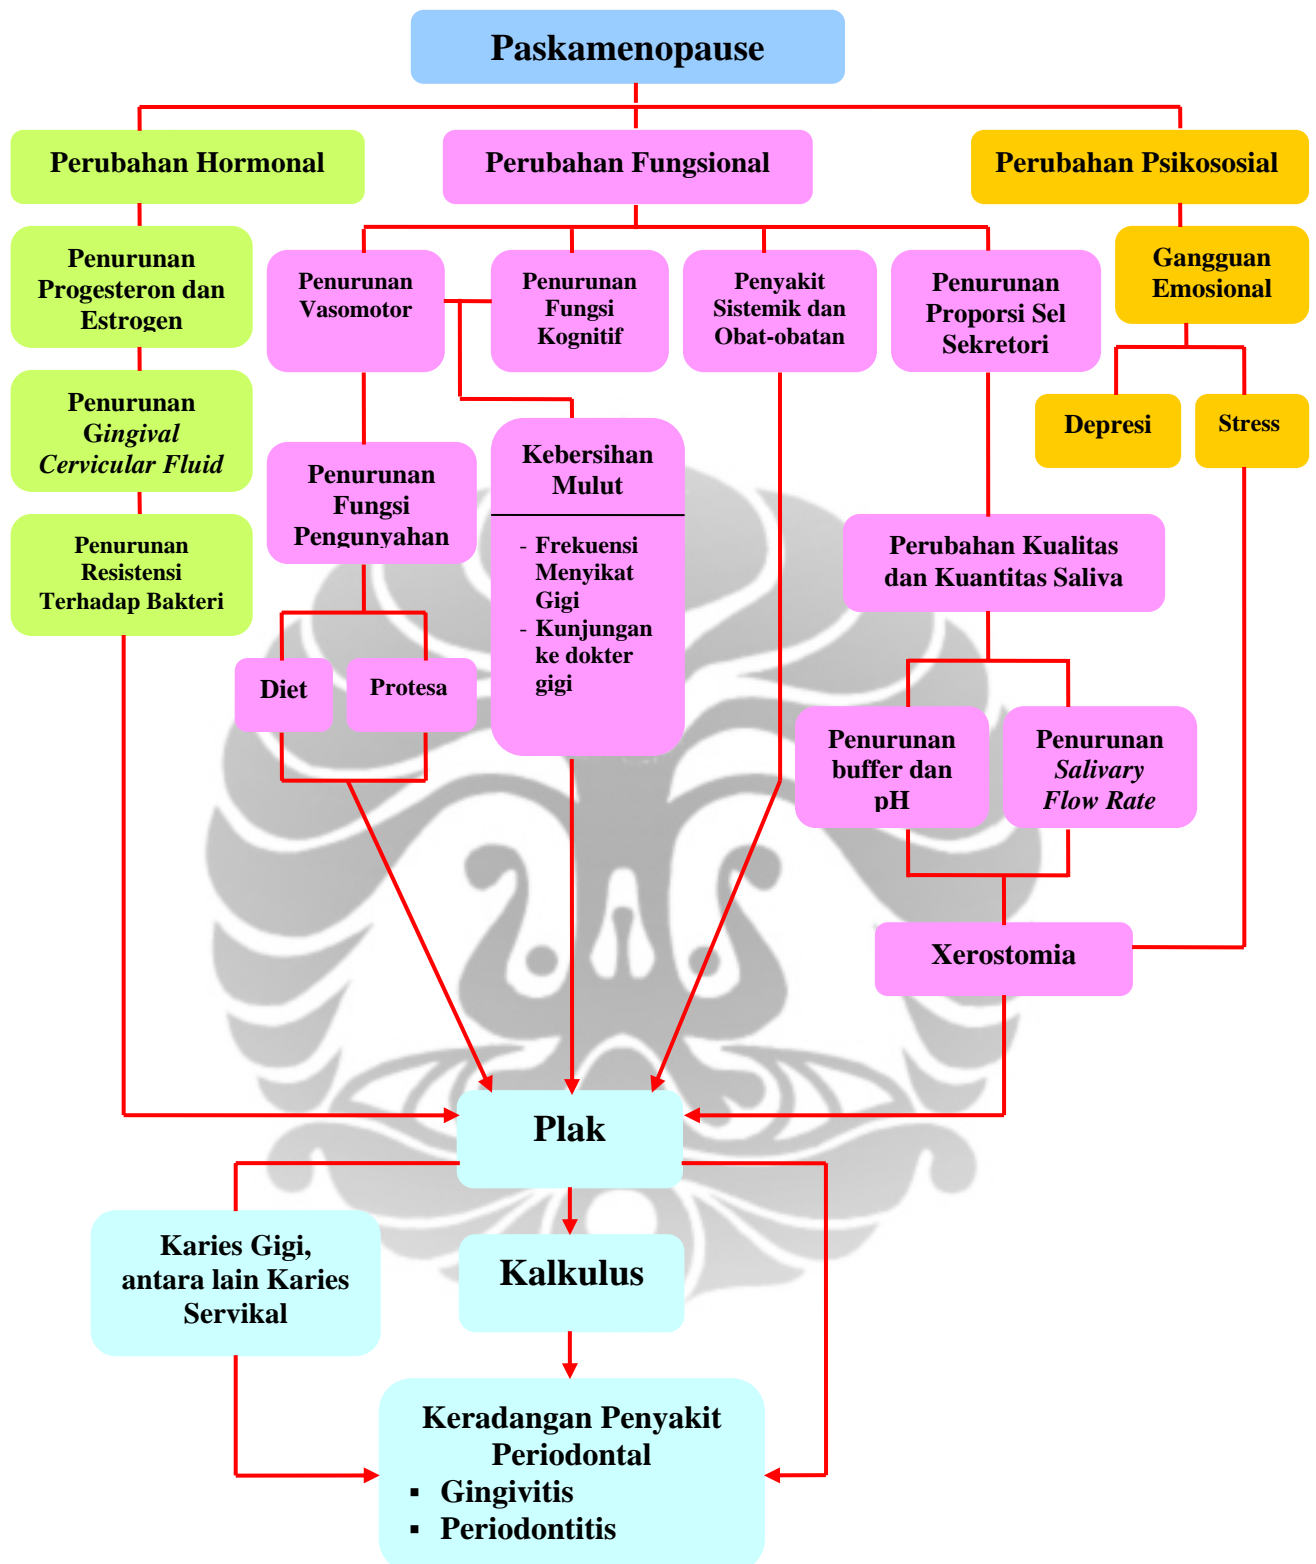 Paskamenopause
Perubahan Hormonal
Perubahan Fungsional
Perubahan Psikososial
Penurunan
Progesteron dan
Estrogen
Penurunan
Vasomotor
Penurunan
Fungsi
Kognitif
Penyakit
Sistemik dan
Obat-obatan
Penurunan
Proporsi Sel
Sekretori
Gangguan
Emosional
Penurunan
Gingival
Cervicular Fluid
Depresi
Stress
Penurunan
Fungsi
Pengunyahan
Kebersihan
Mulut
- Frekuensi
Menyikat
Gigi
- Kunjungan
ke dokter
gigi
Penurunan
Resistensi
Terhadap Bakteri
Perubahan Kualitas
dan Kuantitas Saliva
Diet
Protesa
Penurunan
buffer dan
pH
Penurunan
Salivary
Flow Rate
Xerostomia
Plak
Karies Gigi,
antara lain Karies
Servikal
Kalkulus
Keradangan Penyakit
Periodontal
▪ Gingivitis
▪ Periodontitis